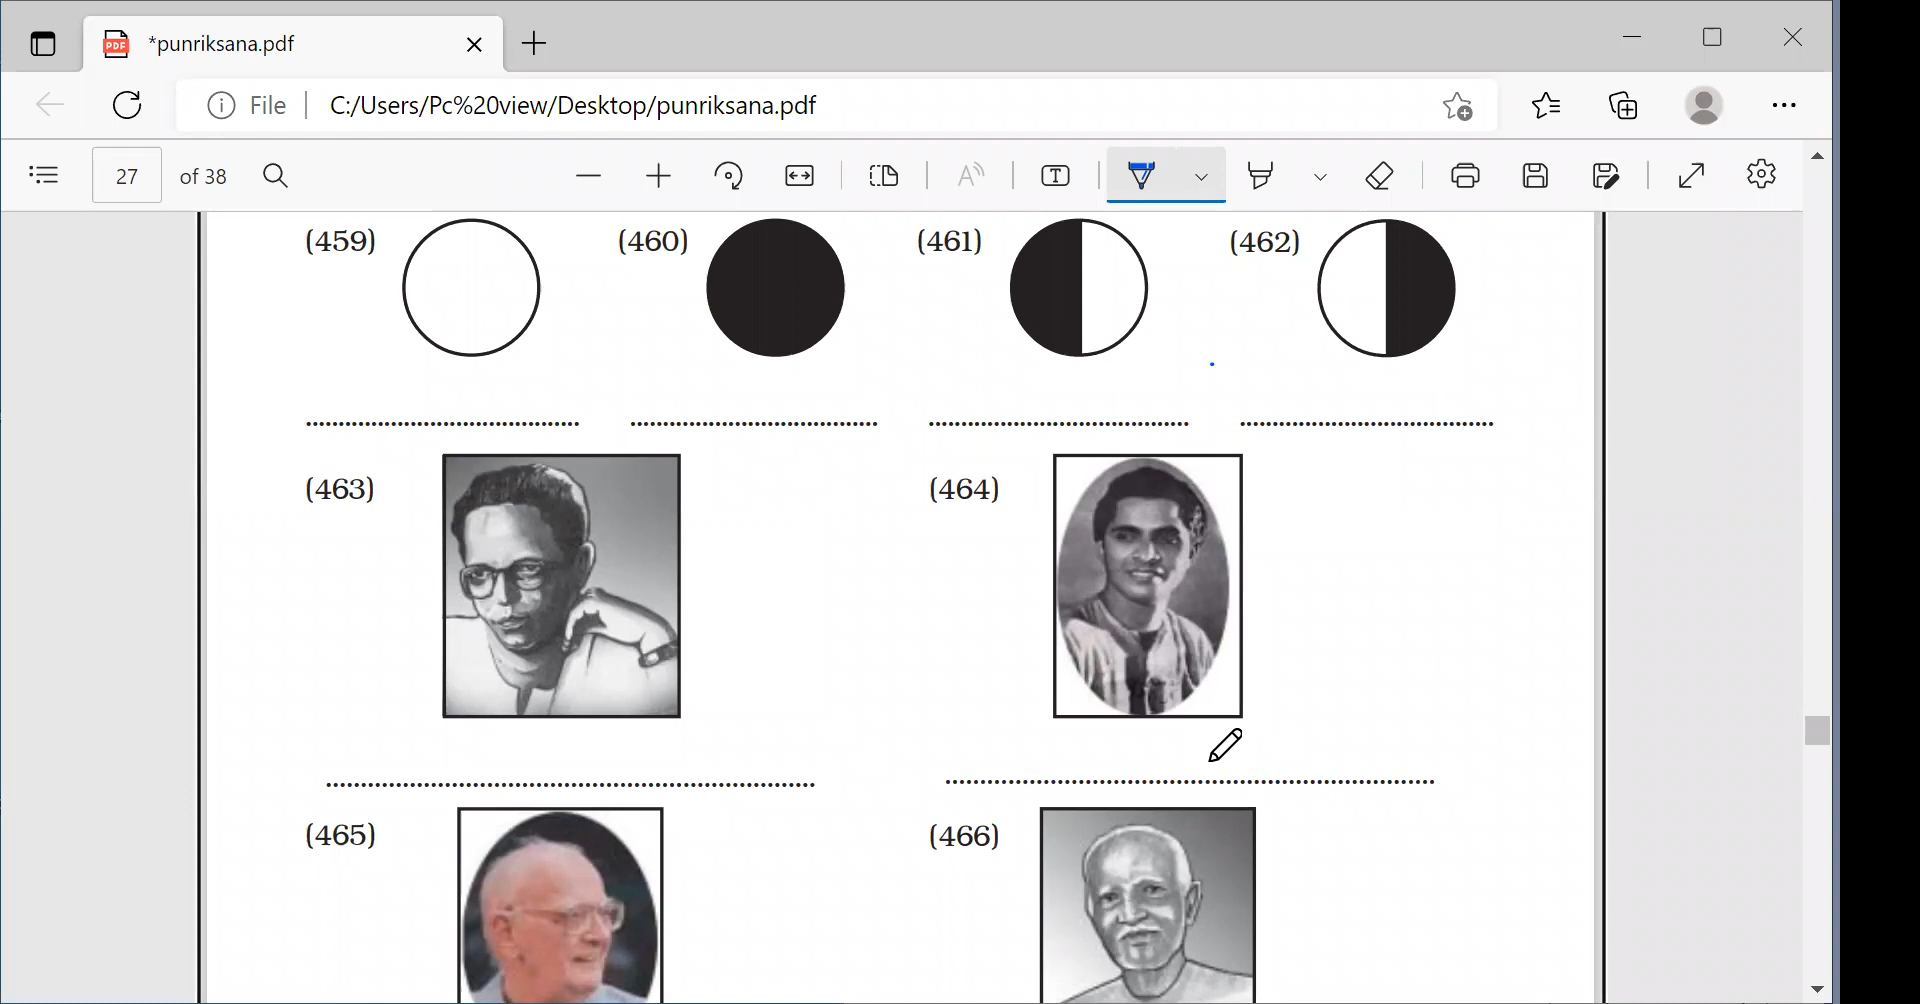 *punriksana.pdf
File
C:/Users/Pc%20view/Desktop/punriksana.pdf
27 of 38
(459) (460) (461) (462)
(463) (464)
(465) (466)